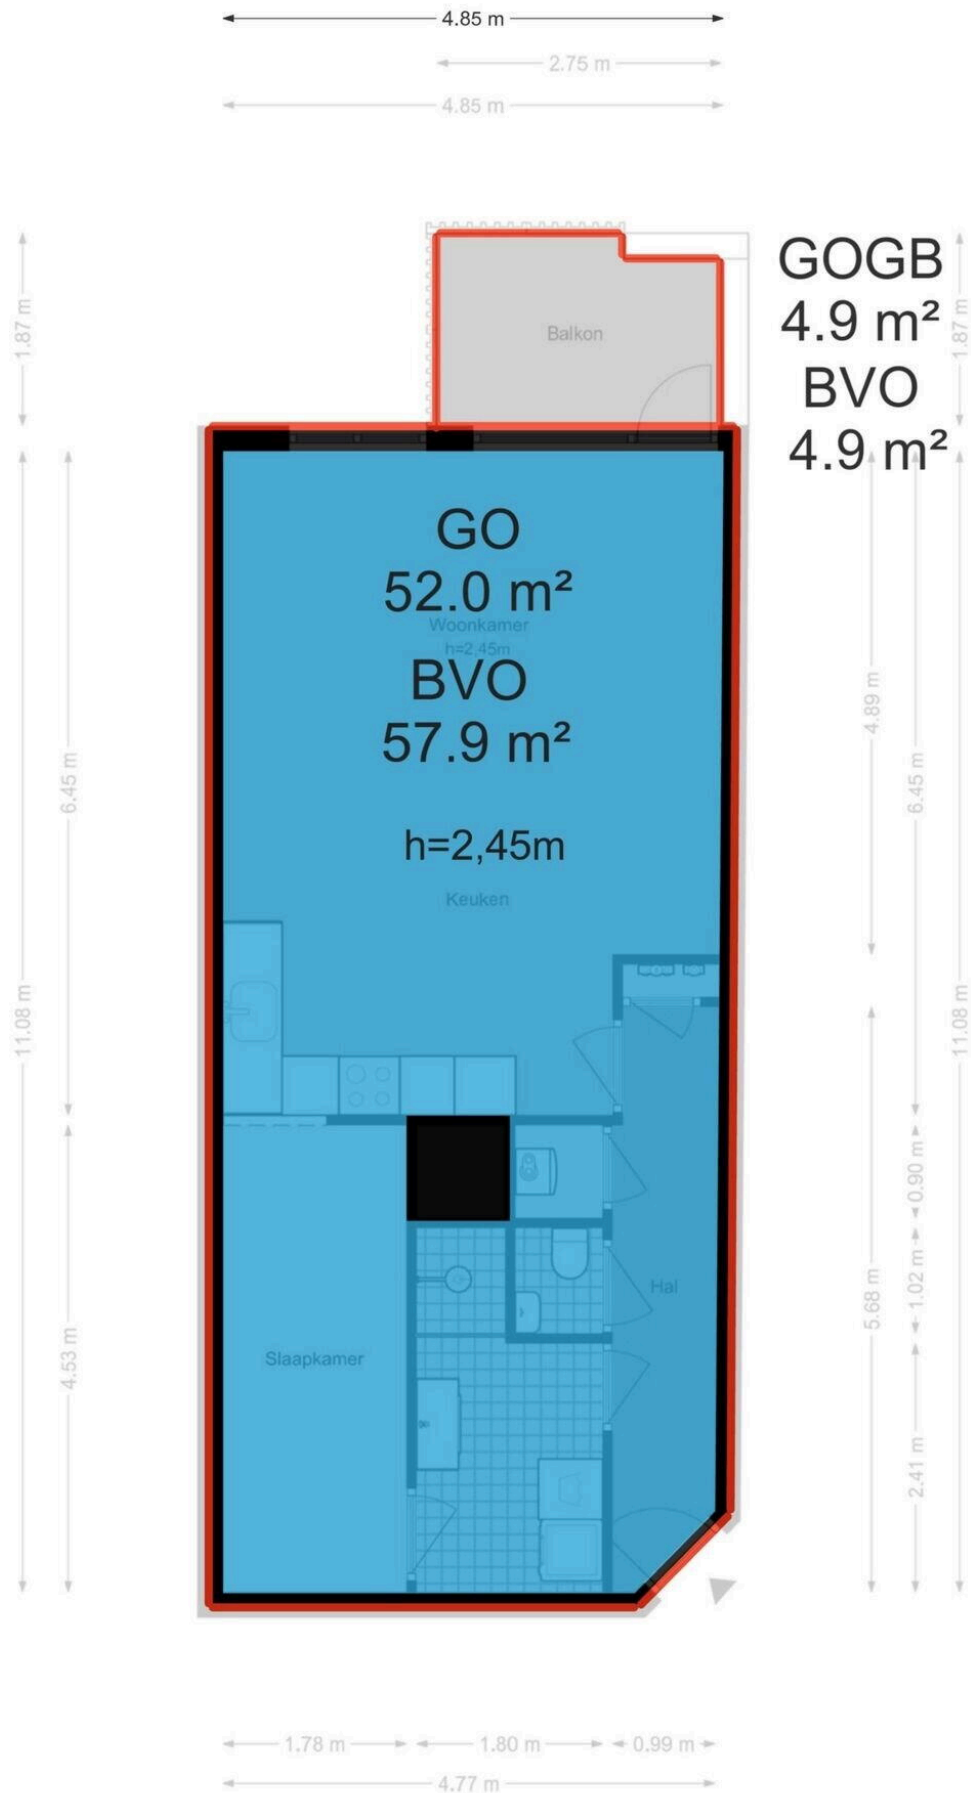 4.85 m
2.75 m
4.85 m
GOGB
4.9 m²
BVO
4.9 m²
1.87 m
1.87 m
Balkon
GO
52.0 m²
Woonkamer
h=2,45m
BVO
57.9 m²
h=2,45m
Keuken
4.89 m
6.45 m
6.45 m
11.08 m
11.08 m
0.90 m
1.02 m
5.68 m
Hal
Slaapkamer
4.53 m
2.41 m
1.78 m
1.80 m
0.99 m
4.77 m